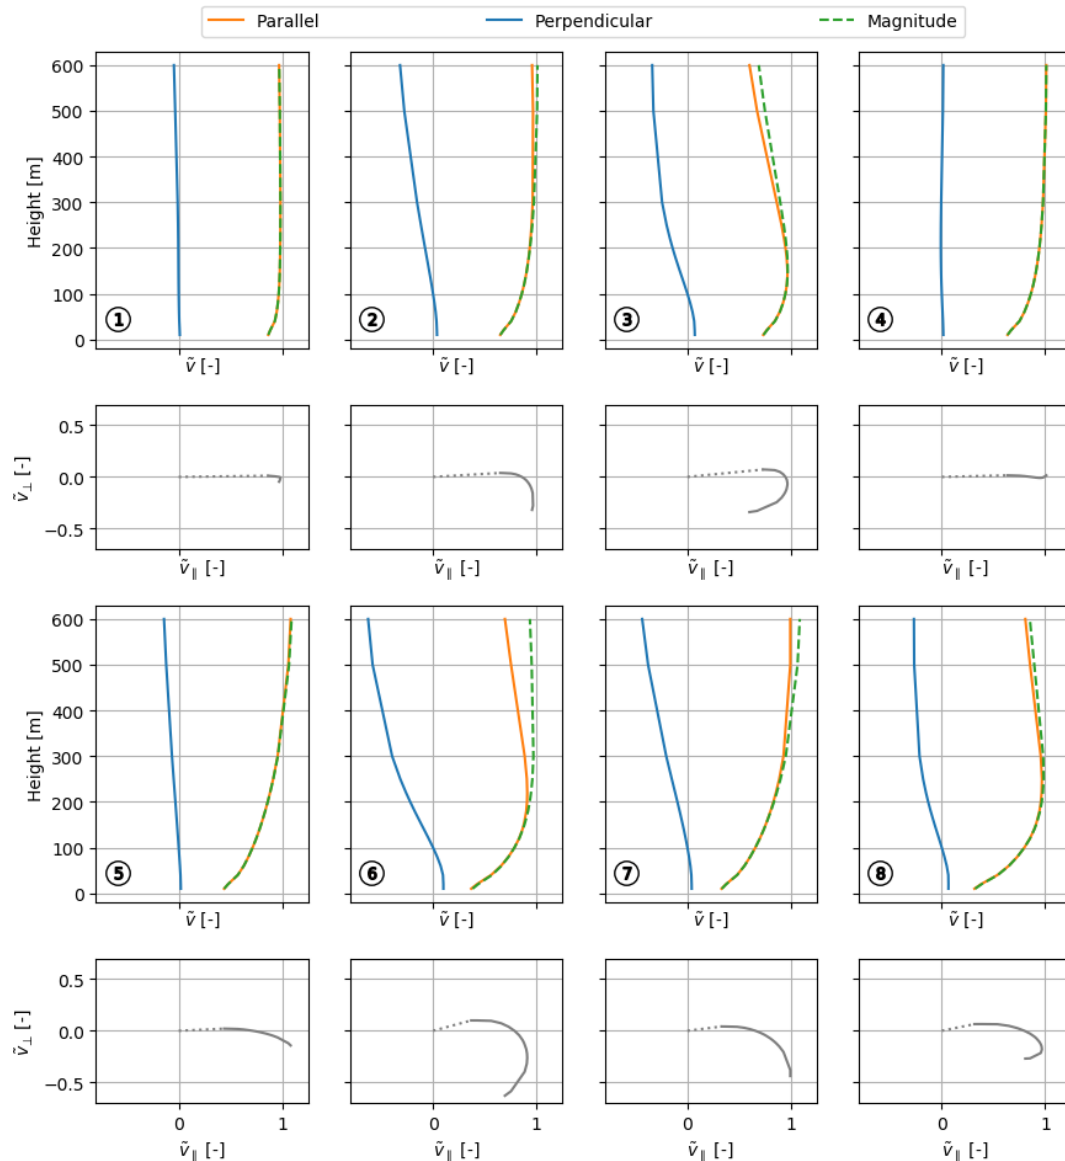 Parallel Perpendicular Magnitude
600
500
400
300
200
100
0
Height [m]
① ② ③ ④
ṽ [-] ṽ [-] ṽ [-] ṽ [-]
0.5
0.0
−0.5
ṽ⊥ [-]
ṽ∥ [-] ṽ∥ [-] ṽ∥ [-] ṽ∥ [-]
600
500
400
300
200
100
0
Height [m]
⑤ ⑥ ⑦ ⑧
ṽ [-] ṽ [-] ṽ [-] ṽ [-]
0.5
0.0
−0.5
ṽ⊥ [-]
0 1 0 1 0 1 0 1
ṽ∥ [-] ṽ∥ [-] ṽ∥ [-] ṽ∥ [-]